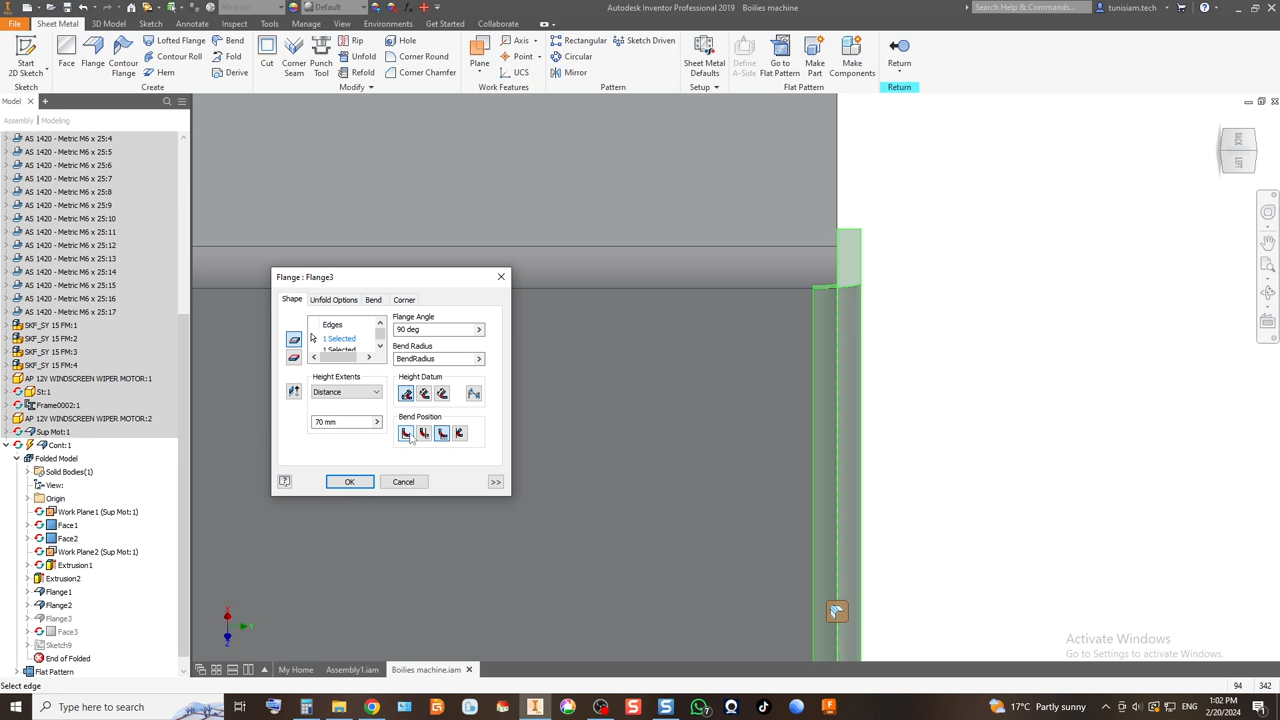 Material
Default
Autodesk Inventor Professional 2019 Boilies machine
Search Help & Commands...
tunisiam.tech
File
Sheet Metal
3D Model
Sketch
Annotate
Inspect
Tools
Manage
View
Environments
Get Started
Collaborate
Start
2D Sketch
Face
Flange
Contour
Flange
Lofted Flange
Contour Roll
Hem
Bend
Fold
Derive
Cut
Corner
Seam
Punch
Tool
Rip
Unfold
Refold
Hole
Corner Round
Corner Chamfer
Plane
Axis
Point
UCS
Rectangular
Circular
Mirror
Sketch Driven
Sheet Metal
Defaults
Define
A-Side
Go to
Flat Pattern
Make
Part
Make
Components
Return
Sketch
Create
Modify
Work Features
Pattern
Setup
Flat Pattern
Return
Model
Assembly | Modeling
AS 1420 - Metric M6 x 25:4
AS 1420 - Metric M6 x 25:5
AS 1420 - Metric M6 x 25:6
AS 1420 - Metric M6 x 25:7
AS 1420 - Metric M6 x 25:8
AS 1420 - Metric M6 x 25:9
AS 1420 - Metric M6 x 25:10
AS 1420 - Metric M6 x 25:11
AS 1420 - Metric M6 x 25:12
AS 1420 - Metric M6 x 25:13
AS 1420 - Metric M6 x 25:14
AS 1420 - Metric M6 x 25:15
AS 1420 - Metric M6 x 25:16
AS 1420 - Metric M6 x 25:17
SKF_SY 15 FM:1
SKF_SY 15 FM:2
SKF_SY 15 FM:3
SKF_SY 15 FM:4
AP 12V WINDSCREEN WIPER MOTOR:1
St:1
Frame0002:1
AP 12V WINDSCREEN WIPER MOTOR:2
Sup Mot:1
Cont:1
Folded Model
Solid Bodies(1)
View:
Origin
Work Plane1 (Sup Mot:1)
Face1
Face2
Work Plane2 (Sup Mot:1)
Extrusion1
Extrusion2
Flange1
Flange2
Flange3
Face3
Sketch9
End of Folded
Flat Pattern
Flange : Flange3
Shape
Unfold Options
Bend
Corner
Edges
1 Selected
1 Selected
Flange Angle
90 deg
Bend Radius
BendRadius
Height Extents
Distance
70 mm
Height Datum
Bend Position
OK
Cancel
>>
BACK
LEFT
X
Y
Z
Activate Windows
Go to Settings to activate Windows.
My Home
Assembly1.iam
Boilies machine.iam
Select edge
94
342
Type here to search
17°C Partly sunny
1:02 PM
2/20/2024